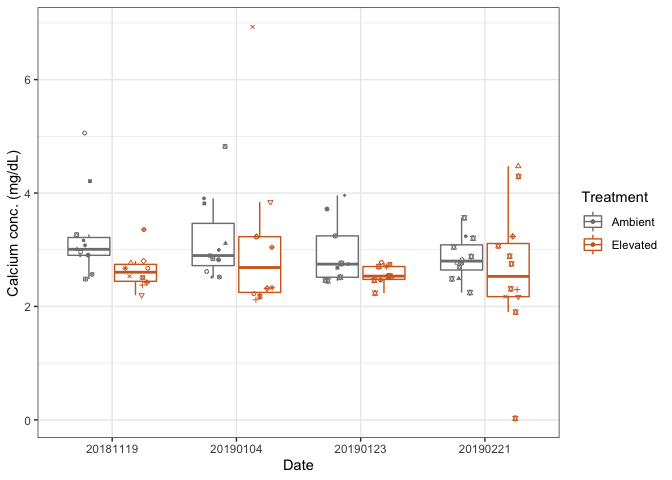 Calcium conc. (mg/dL)
6
4
2
0
20181119 20190104 20190123 20190221
Date
Treatment
Ambient
Elevated